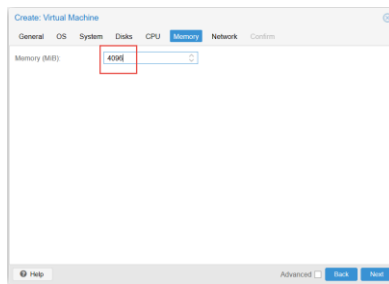 Create: Virtual Machine
General OS System Disks CPU Memory Network Confirm
Memory (MiB): 4096
Help Advanced Back Next